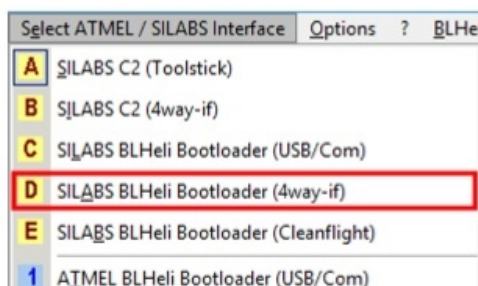 Select ATMEL / SILABS Interface Options ? BLHe
A SILABS C2 (Toolstick)
B SILABS C2 (4way-if)
C SILABS BLHeli Bootloader (USB/Com)
D SILABS BLHeli Bootloader (4way-if)
E SILABS BLHeli Bootloader (Cleanflight)
1 ATMEL BLHeli Bootloader (USB/Com)